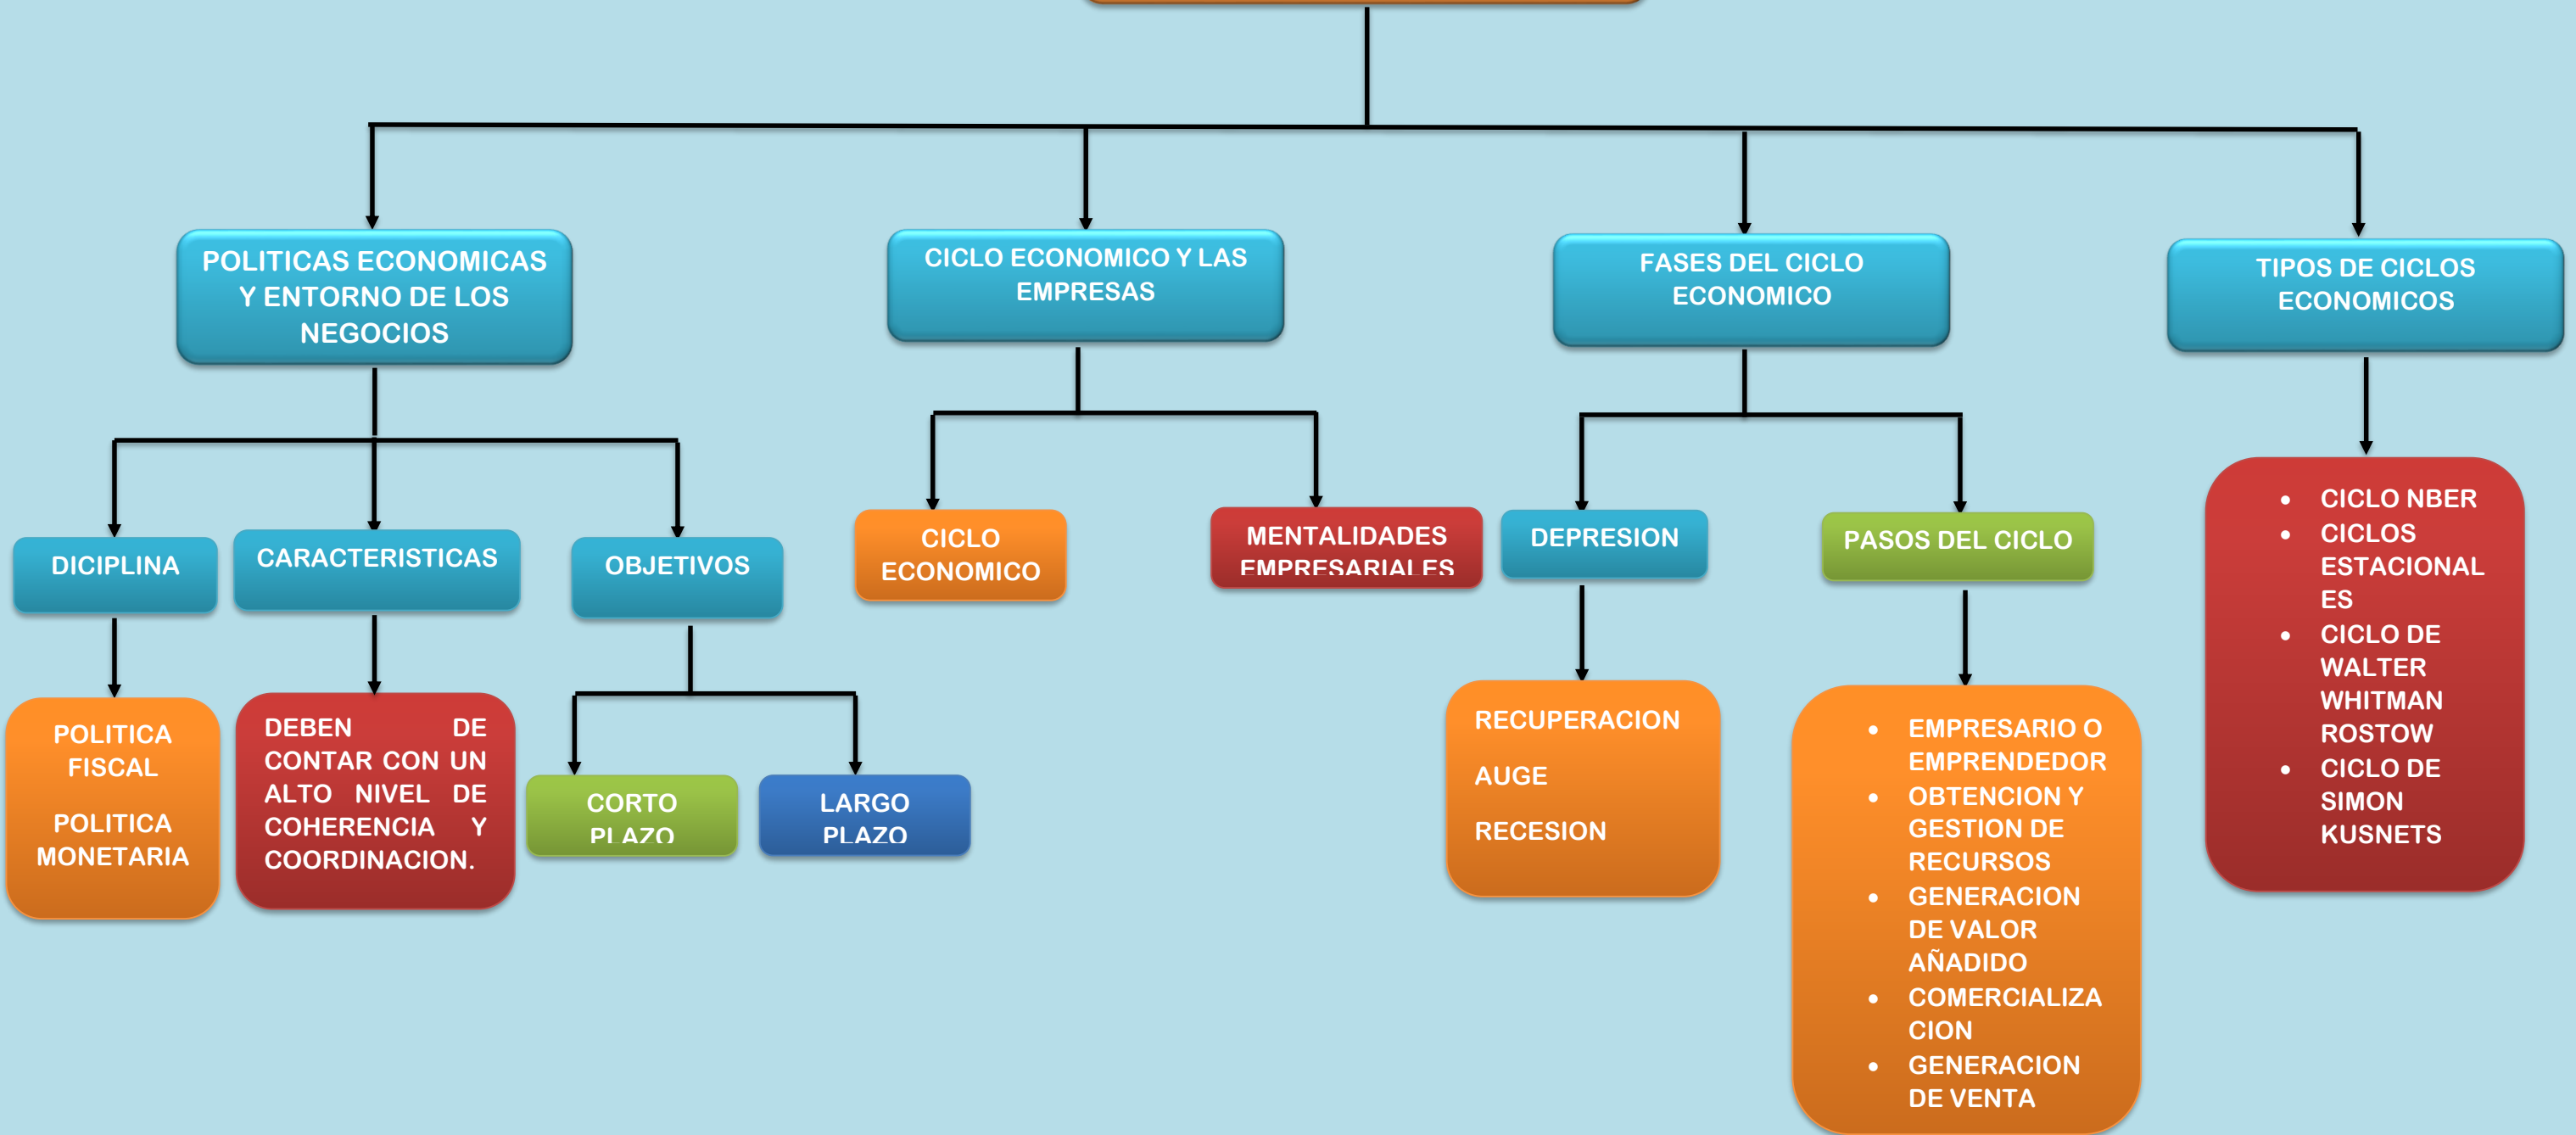 POLITICAS ECONOMICAS
Y ENTORNO DE LOS
NEGOCIOS
CICLO ECONOMICO Y LAS
EMPRESAS
FASES DEL CICLO
ECONOMICO
TIPOS DE CICLOS
ECONOMICOS
DICIPLINA
CARACTERISTICAS
OBJETIVOS
CICLO
ECONOMICO
MENTALIDADES
EMPRESARIALES
DEPRESION
PASOS DEL CICLO
• CICLO NBER
• CICLOS
ESTACIONAL
ES
• CICLO DE
WALTER
WHITMAN
ROSTOW
• CICLO DE
SIMON
KUSNETS
POLITICA
FISCAL
POLITICA
MONETARIA
DEBEN DE
CONTAR CON UN
ALTO NIVEL DE
COHERENCIA Y
COORDINACION.
CORTO
PLAZO
LARGO
PLAZO
RECUPERACION
AUGE
RECESION
• EMPRESARIO O
EMPRENDEDOR
• OBTENCION Y
GESTION DE
RECURSOS
• GENERACION
DE VALOR
AÑADIDO
• COMERCIALIZA
CION
• GENERACION
DE VENTA